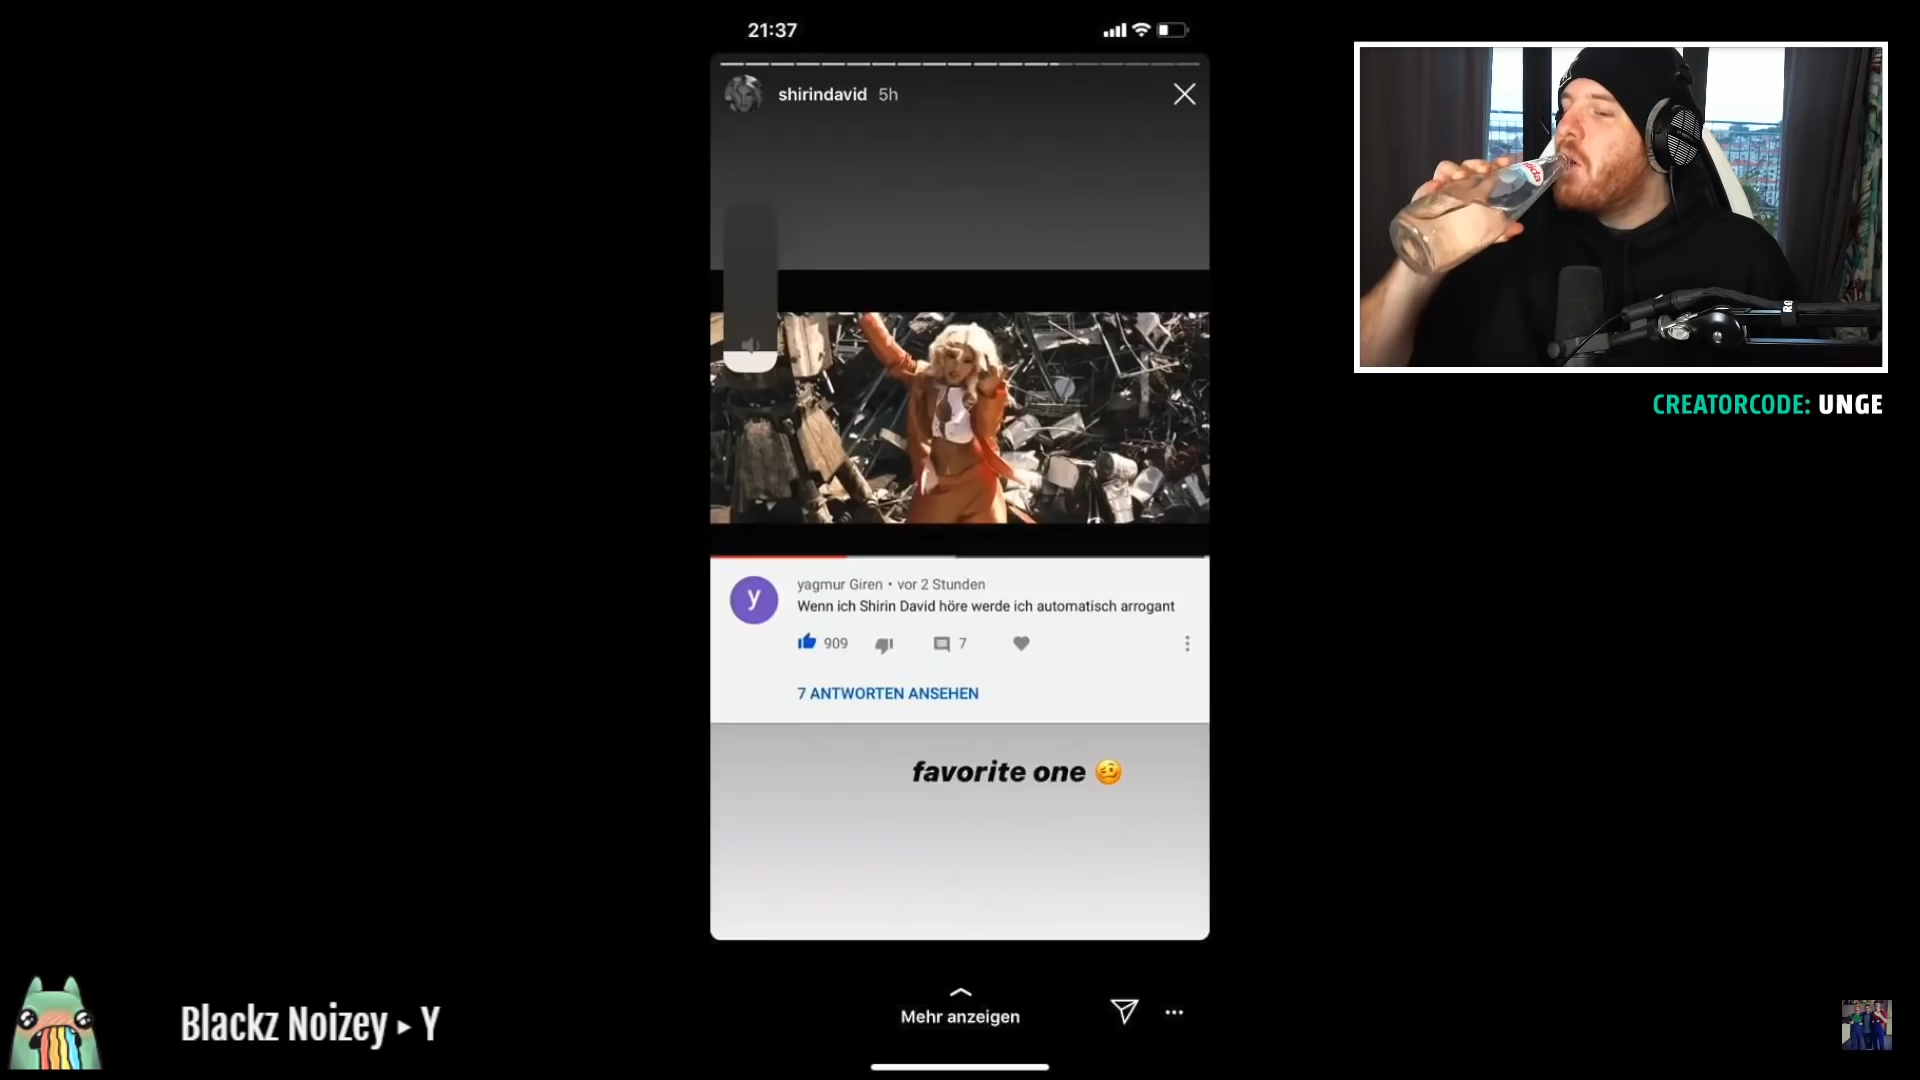 21:37
shirindavid 5h
CREATORCODE: UNGE
yagmur Giren • vor 2 Stunden
Wenn ich Shirin David höre werde ich automatisch arrogant
909 7
7 ANTWORTEN ANSEHEN
favorite one 🥴
Mehr anzeigen
Blackz Noizey ▸ Y